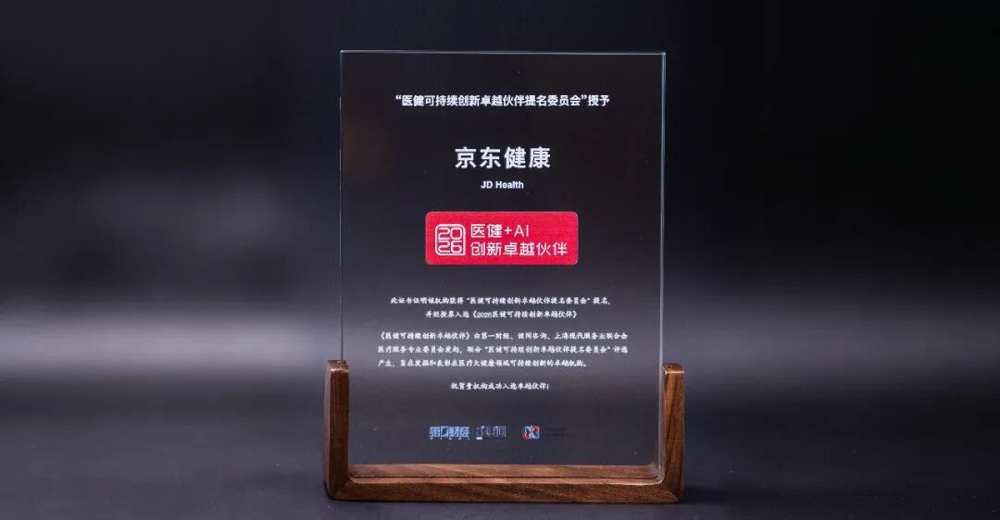 “医健可持续创新卓越伙伴提名委员会”授予
京东健康
JD Health
2026
医健+AI
创新卓越伙伴
此证书证明该机构获得“医健可持续创新卓越伙伴提名委员会”提名，
并经投票入选《2026医健可持续创新卓越伙伴》
《医健可持续创新卓越伙伴》由第一财经、健闻咨询、上海现代服务业联合会
医疗服务专业委员会发起，联合“医健可持续创新卓越伙伴提名委员会”评选
产生，旨在发掘和表彰在医疗大健康领域可持续创新的卓越机构。
祝贺贵机构成功入选卓越伙伴！
第一财经